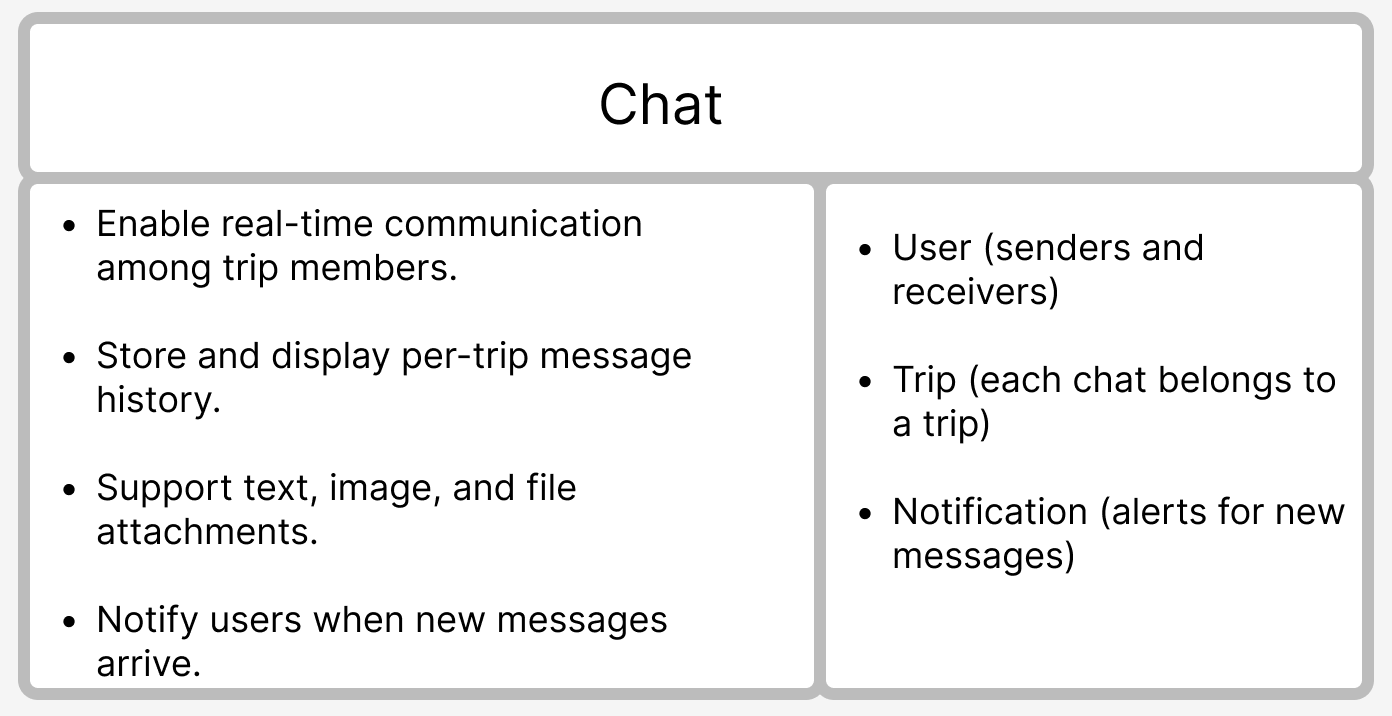 Chat
• Enable real-time communication
among trip members.
• Store and display per-trip message
history.
• Support text, image, and file
attachments.
• Notify users when new messages
arrive.
• User (senders and
receivers)
• Trip (each chat belongs to
a trip)
• Notification (alerts for new
messages)